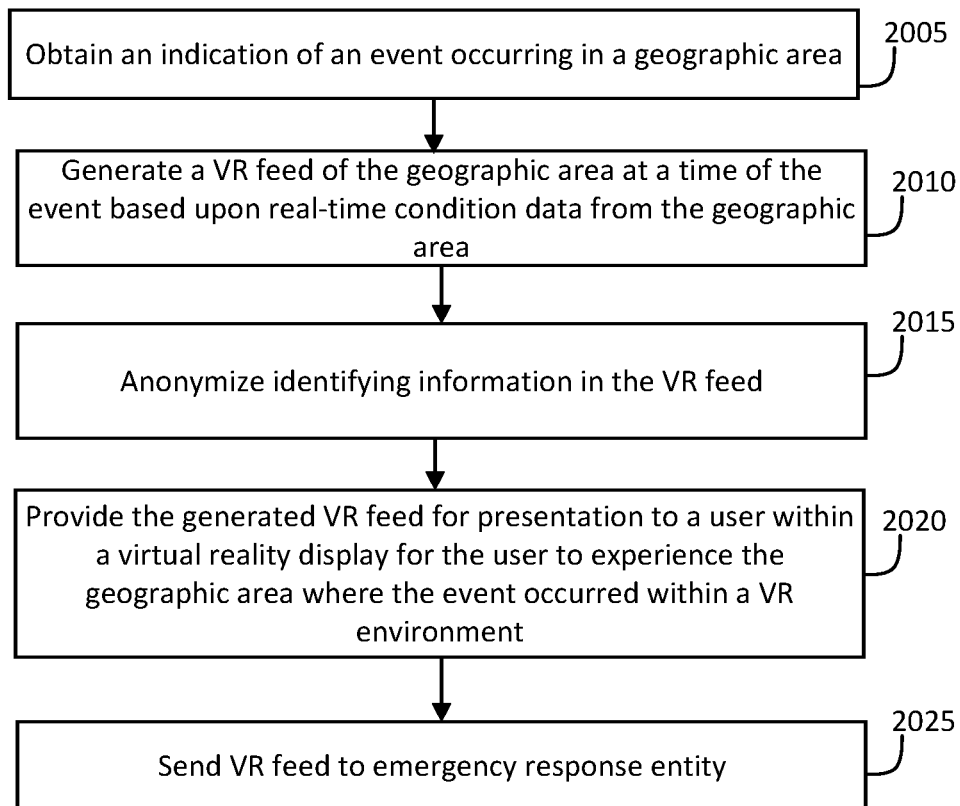 Obtain an indication of an event occurring in a geographic area
2005
Generate a VR feed of the geographic area at a time of the
event based upon real-time condition data from the geographic
area
2010
Anonymize identifying information in the VR feed
2015
Provide the generated VR feed for presentation to a user within
a virtual reality display for the user to experience the
geographic area where the event occurred within a VR
environment
2020
Send VR feed to emergency response entity
2025